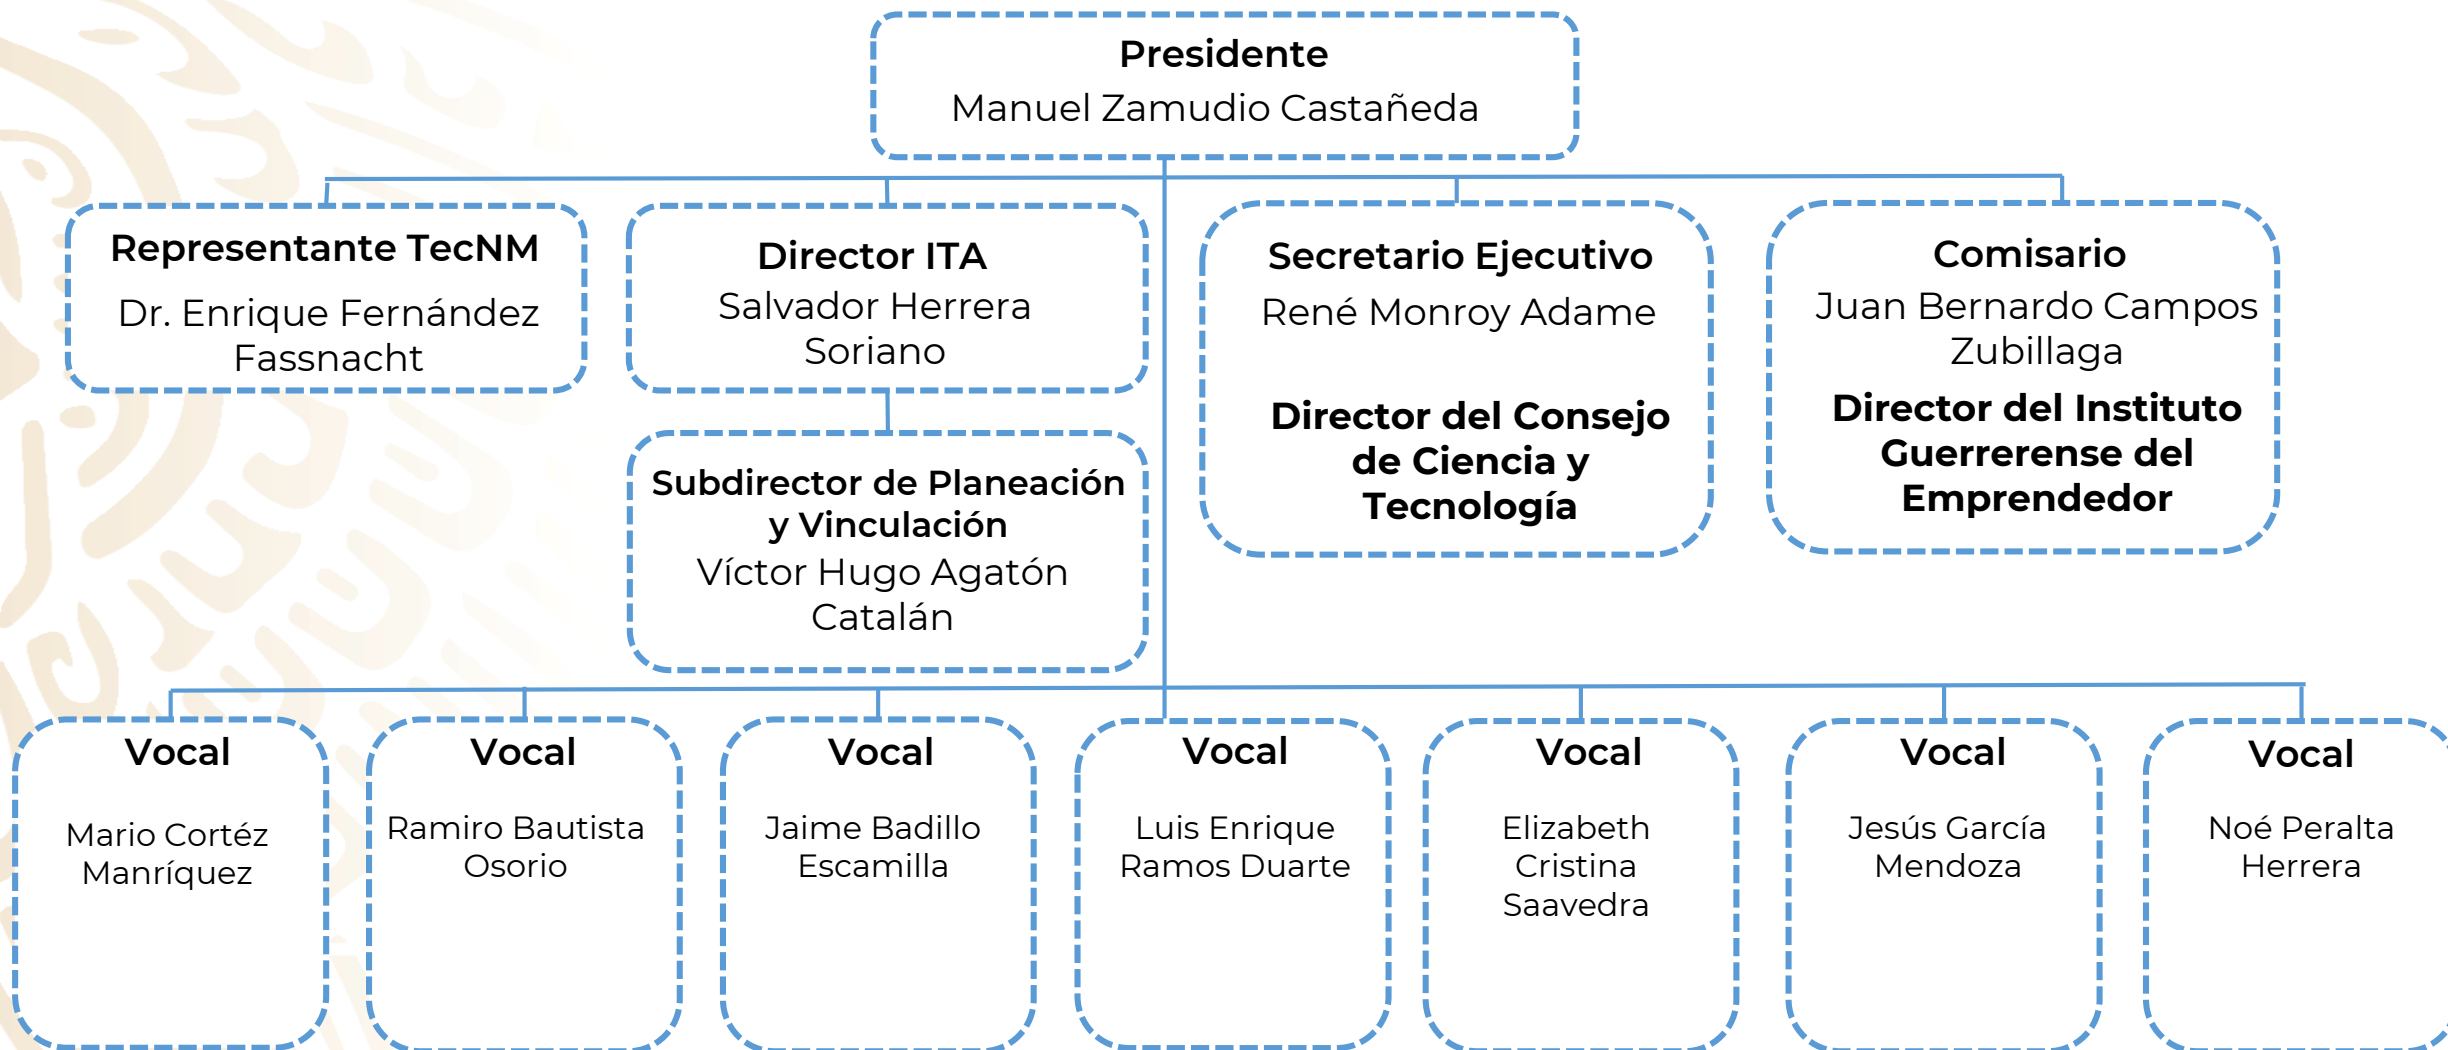 Presidente
Manuel Zamudio Castañeda
Representante TecNM
Dr. Enrique Fernández
Fassnacht
Director ITA
Salvador Herrera
Soriano
Secretario Ejecutivo
René Monroy Adame
Director del Consejo
de Ciencia y
Tecnología
Comisario
Juan Bernardo Campos
Zubillaga
Director del Instituto
Guerrerense del
Emprendedor
Subdirector de Planeación
y Vinculación
Víctor Hugo Agatón
Catalán
Vocal
Mario Cortéz
Manríquez
Vocal
Ramiro Bautista
Osorio
Vocal
Jaime Badillo
Escamilla
Vocal
Luis Enrique
Ramos Duarte
Vocal
Elizabeth
Cristina
Saavedra
Vocal
Jesús García
Mendoza
Vocal
Noé Peralta
Herrera